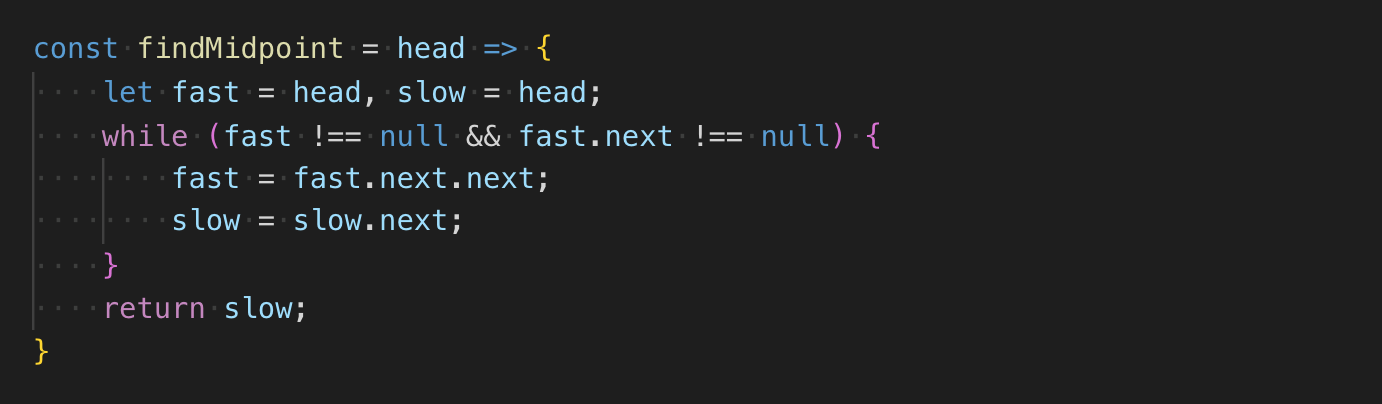 const findMidpoint = head => {
    let fast = head, slow = head;
    while (fast !== null && fast.next !== null) {
        fast = fast.next.next;
        slow = slow.next;
    }
    return slow;
}